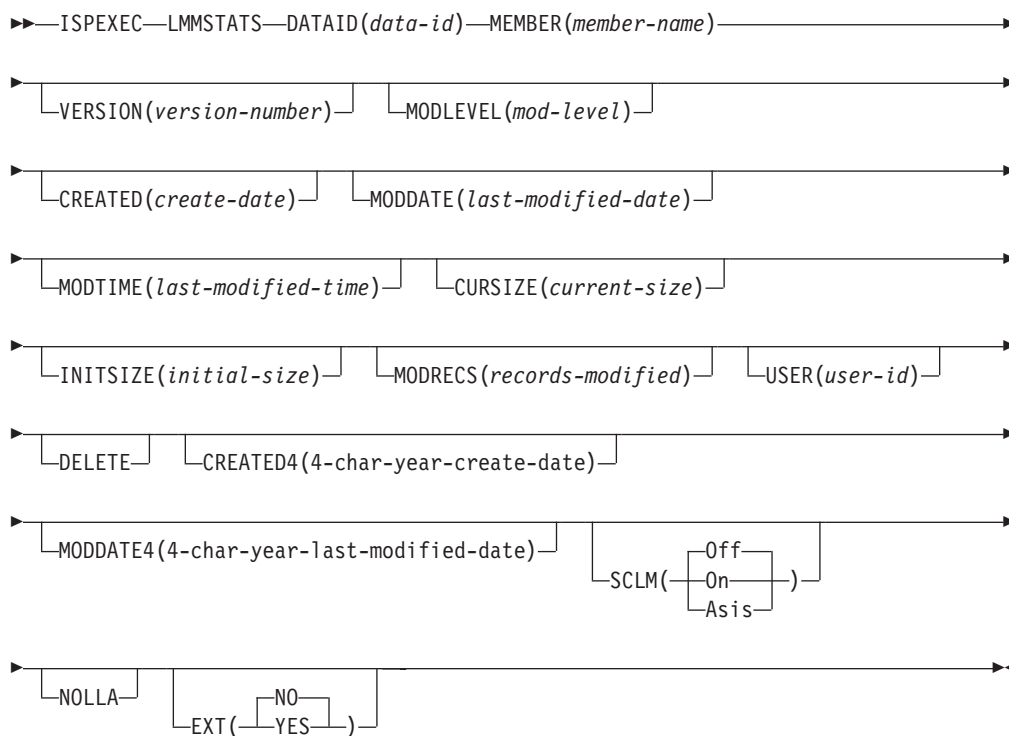 ISPEXEC LMMSTATS DATAID(data-id) MEMBER(member-name)
VERSION(version-number) MODLEVEL(mod-level)
CREATED(create-date) MODDATE(last-modified-date)
MODTIME(last-modified-time) CURSIZE(current-size)
INITSIZE(initial-size) MODRECS(records-modified) USER(user-id)
DELETE CREATED4(4-char-year-create-date)
Off
MODDATE4(4-char-year-last-modified-date) SCLM( On )
Asis
NO
NOLLA EXT( YES )